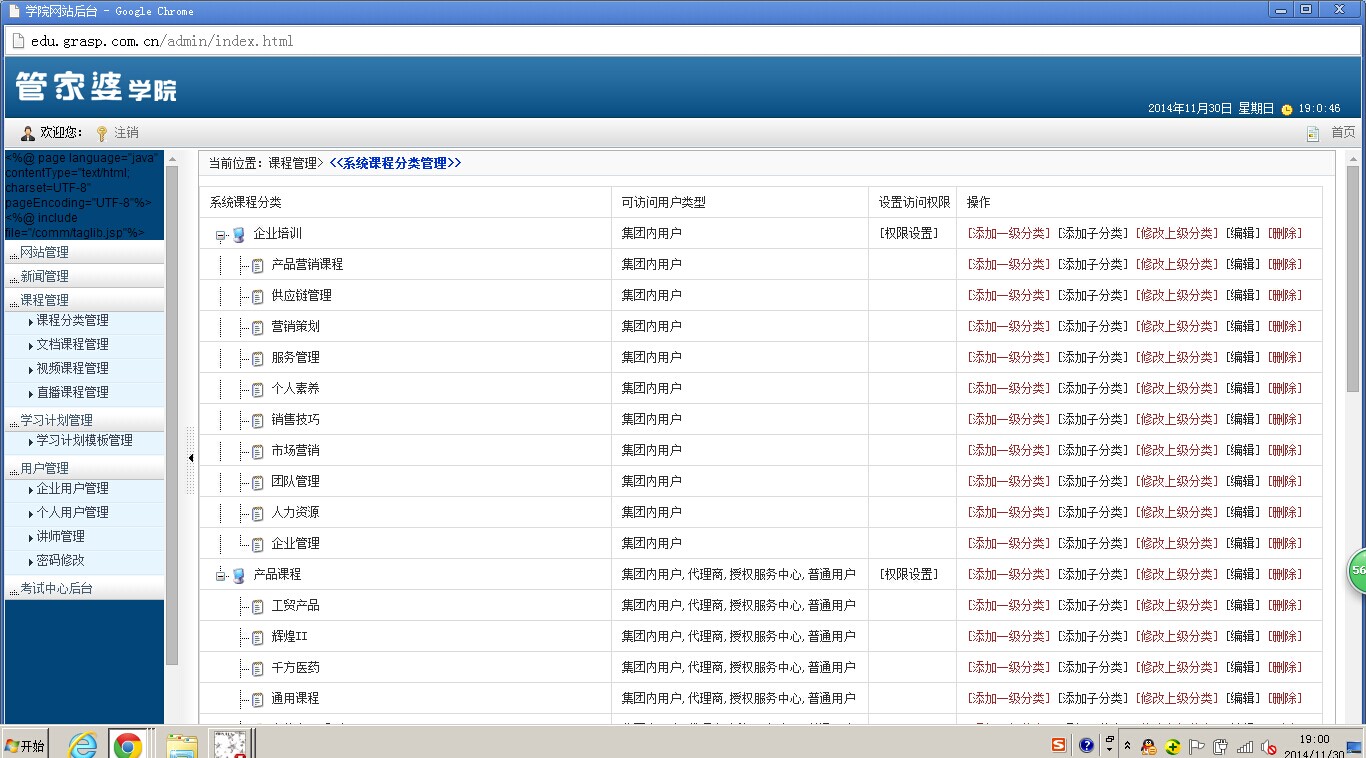 学院网站后台 - Google Chrome
edu.grasp.com.cn/admin/index.html
管家婆学院
2014年11月30日 星期日 19:0:46
欢迎您: 注销 首页
<%@ page language="java"
contentType="text/html;
charset=UTF-8"
pageEncoding="UTF-8"%>
<%@ include
file="/comm/taglib.jsp"%>
网站管理
新闻管理
课程管理
课程分类管理
文档课程管理
视频课程管理
直播课程管理
学习计划管理
学习计划模板管理
用户管理
企业用户管理
个人用户管理
讲师管理
密码修改
考试中心后台
当前位置: 课程管理> <<系统课程分类管理>>
系统课程分类 可访问用户类型 设置访问权限 操作
企业培训 集团内用户 [权限设置] [添加一级分类] [添加子分类] [修改上级分类] [编辑] [删除]
产品营销课程 集团内用户 [添加一级分类] [添加子分类] [修改上级分类] [编辑] [删除]
供应链管理 集团内用户 [添加一级分类] [添加子分类] [修改上级分类] [编辑] [删除]
营销策划 集团内用户 [添加一级分类] [添加子分类] [修改上级分类] [编辑] [删除]
服务管理 集团内用户 [添加一级分类] [添加子分类] [修改上级分类] [编辑] [删除]
个人素养 集团内用户 [添加一级分类] [添加子分类] [修改上级分类] [编辑] [删除]
销售技巧 集团内用户 [添加一级分类] [添加子分类] [修改上级分类] [编辑] [删除]
市场营销 集团内用户 [添加一级分类] [添加子分类] [修改上级分类] [编辑] [删除]
团队管理 集团内用户 [添加一级分类] [添加子分类] [修改上级分类] [编辑] [删除]
人力资源 集团内用户 [添加一级分类] [添加子分类] [修改上级分类] [编辑] [删除]
企业管理 集团内用户 [添加一级分类] [添加子分类] [修改上级分类] [编辑] [删除]
产品课程 集团内用户,代理商,授权服务中心,普通用户 [权限设置] [添加一级分类] [添加子分类] [修改上级分类] [编辑] [删除]
工贸产品 集团内用户,代理商,授权服务中心,普通用户 [添加一级分类] [添加子分类] [修改上级分类] [编辑] [删除]
辉煌II 集团内用户,代理商,授权服务中心,普通用户 [添加一级分类] [添加子分类] [修改上级分类] [编辑] [删除]
千方医药 集团内用户,代理商,授权服务中心,普通用户 [添加一级分类] [添加子分类] [修改上级分类] [编辑] [删除]
通用课程 集团内用户,代理商,授权服务中心,普通用户 [添加一级分类] [添加子分类] [修改上级分类] [编辑] [删除]
56
开始
19:00
2014/11/30